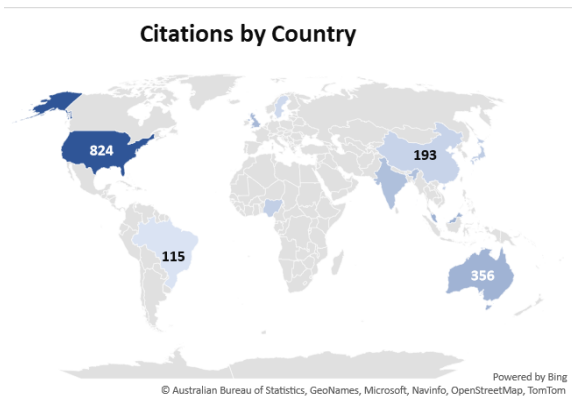 Citations by Country
824
193
115
356
Powered by Bing
© Australian Bureau of Statistics, GeoNames, Microsoft, Navinfo, OpenStreetMap, TomTom